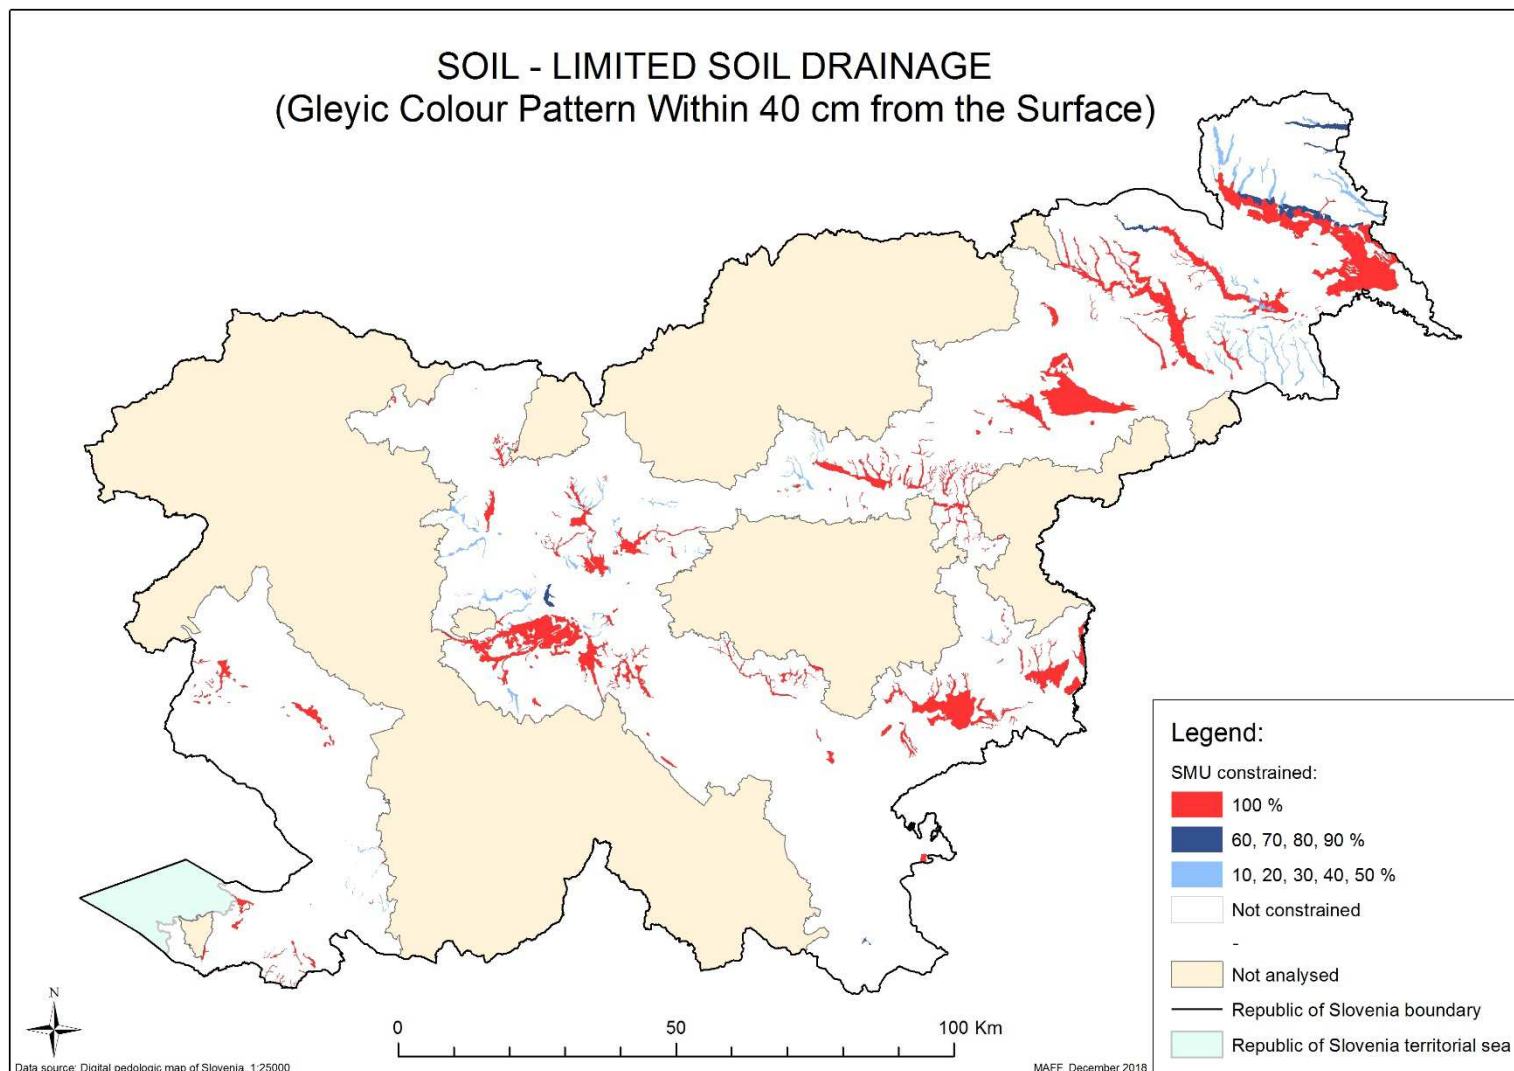 SOIL - LIMITED SOIL DRAINAGE
(Gleyic Colour Pattern Within 40 cm from the Surface)
Legend:
SMU constrained:
100 %
60, 70, 80, 90 %
10, 20, 30, 40, 50 %
Not constrained
-
Not analysed
Republic of Slovenia boundary
Republic of Slovenia territorial sea
N
0 50 100 Km
Data source: Digital pedologic map of Slovenia, 1:25000
MAFF, December 2018